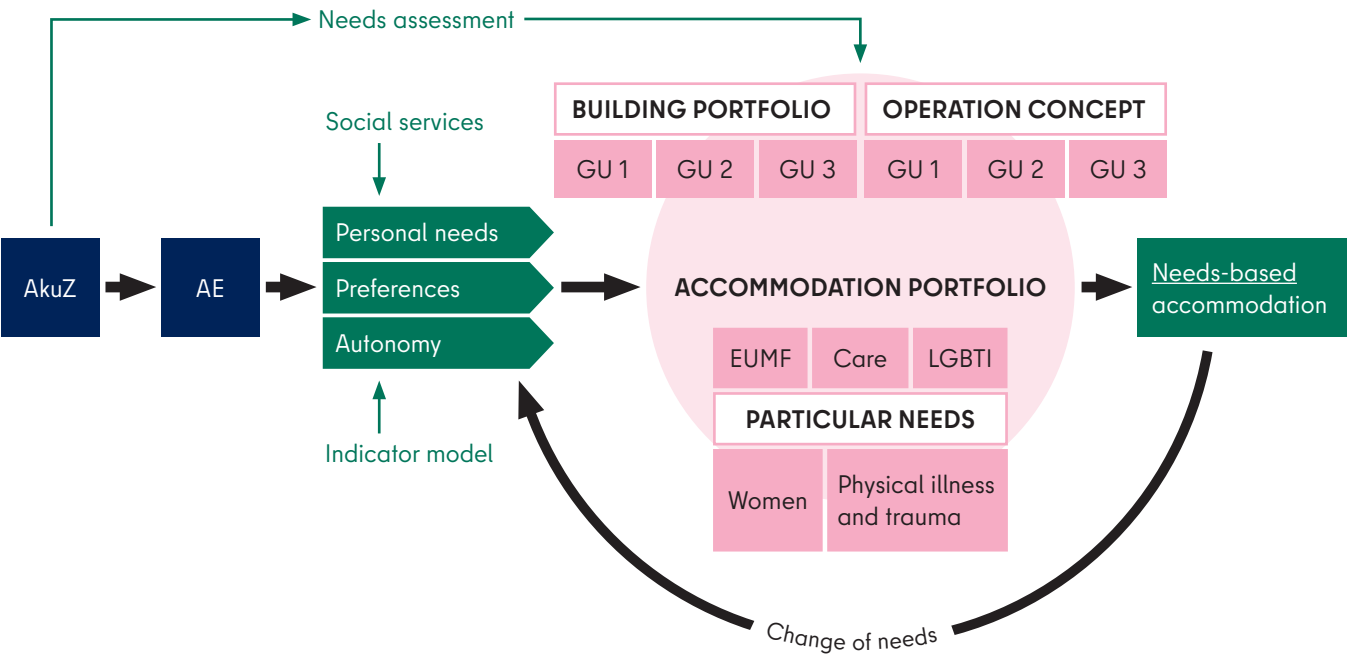 Needs assessment
BUILDING PORTFOLIO
OPERATION CONCEPT
Social services
GU 1
GU 2
GU 3
GU 1
GU 2
GU 3
Personal needs
AkuZ
AE
Preferences
ACCOMMODATION PORTFOLIO
Needs-based
accommodation
Autonomy
EUMF
Care
LGBTI
PARTICULAR NEEDS
Indicator model
Women
Physical illness
and trauma
Change of needs